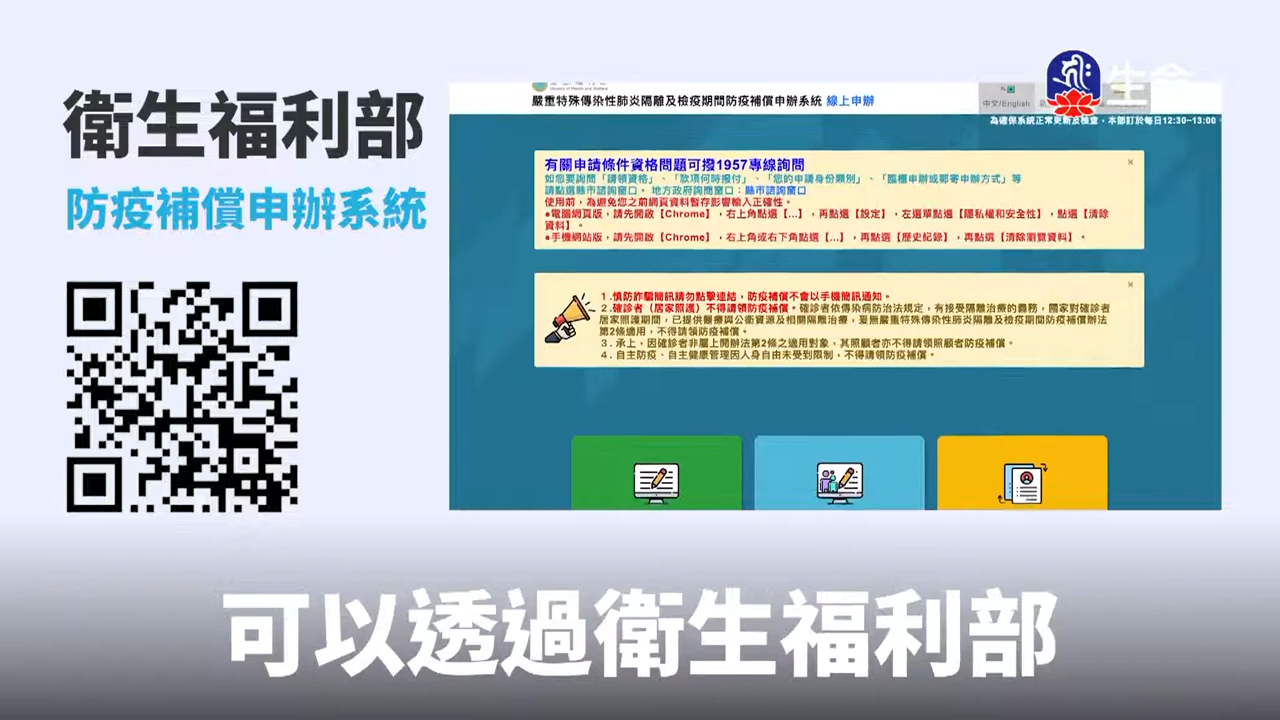 衛生福利部
防疫補償申辦系統
嚴重特殊傳染性肺炎隔離及檢疫期間防疫補償申辦系統 線上申辦
中文/English
生命
為確保系統正常更新及檢查，本部訂於每日12:30~13:00
有關申請條件資格問題可撥1957專線詢問
如您要詢問「請領資格」、「款項何時撥付」、「您的申請身份類別」、「臨櫃申辦或郵寄申辦方式」等
請點選縣市諮詢窗口。 地方政府詢問窗口：縣市諮詢窗口
使用前，為避免您之前網頁資料暫存影響輸入正確性。
●電腦網頁版，請先開啟【Chrome】，右上角點選【...】，再點選【設定】，左選單點選【隱私權和安全性】，點選【清除
資料】。
●手機網站版，請先開啟【Chrome】，右上角或右下角點選【...】，再點選【歷史紀錄】，再點選【清除瀏覽資料】。
1.慎防詐騙簡訊請勿點擊連結，防疫補償不會以手機簡訊通知。
2.確診者（居家照護）不得請領防疫補償。確診者依傳染病防治法規定，有接受隔離治療的義務，國家對確診者
居家照護期間，已提供醫療與公衛資源及相關隔離治療，爰無嚴重特殊傳染性肺炎隔離及檢疫期間防疫補償辦法
第2條適用，不得請領防疫補償。
3.承上，因確診者非屬上開辦法第2條之適用對象，其照顧者亦不得請領照顧者防疫補償。
4.自主防疫、自主健康管理因人身自由未受到限制，不得請領防疫補償。
可以透過衛生福利部